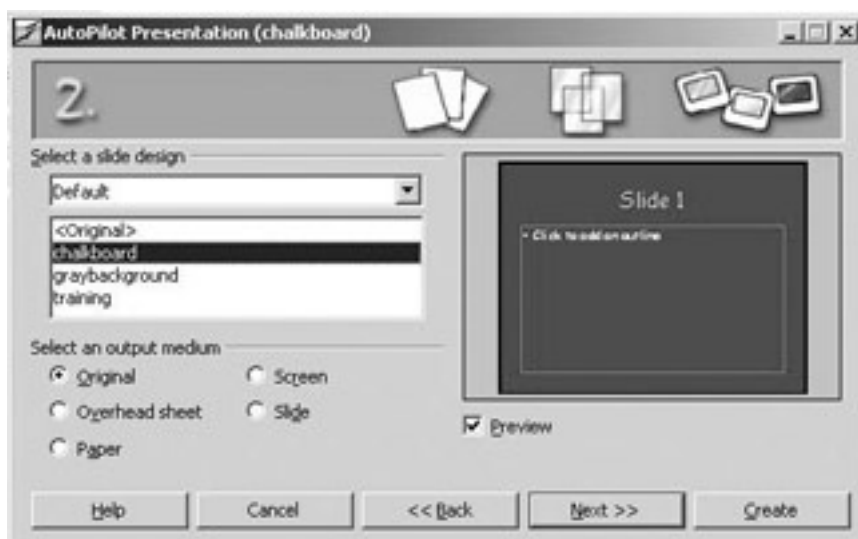 AutoPilot Presentation (chalkboard)
2.
Select a slide design
Default
<Original>
chalkboard
graybackground
training
Select an output medium
Original
Screen
Overhead sheet
Slide
Paper
Slide 1
Click to add an outline
Preview
Help
Cancel
<< Back
Next >>
Create